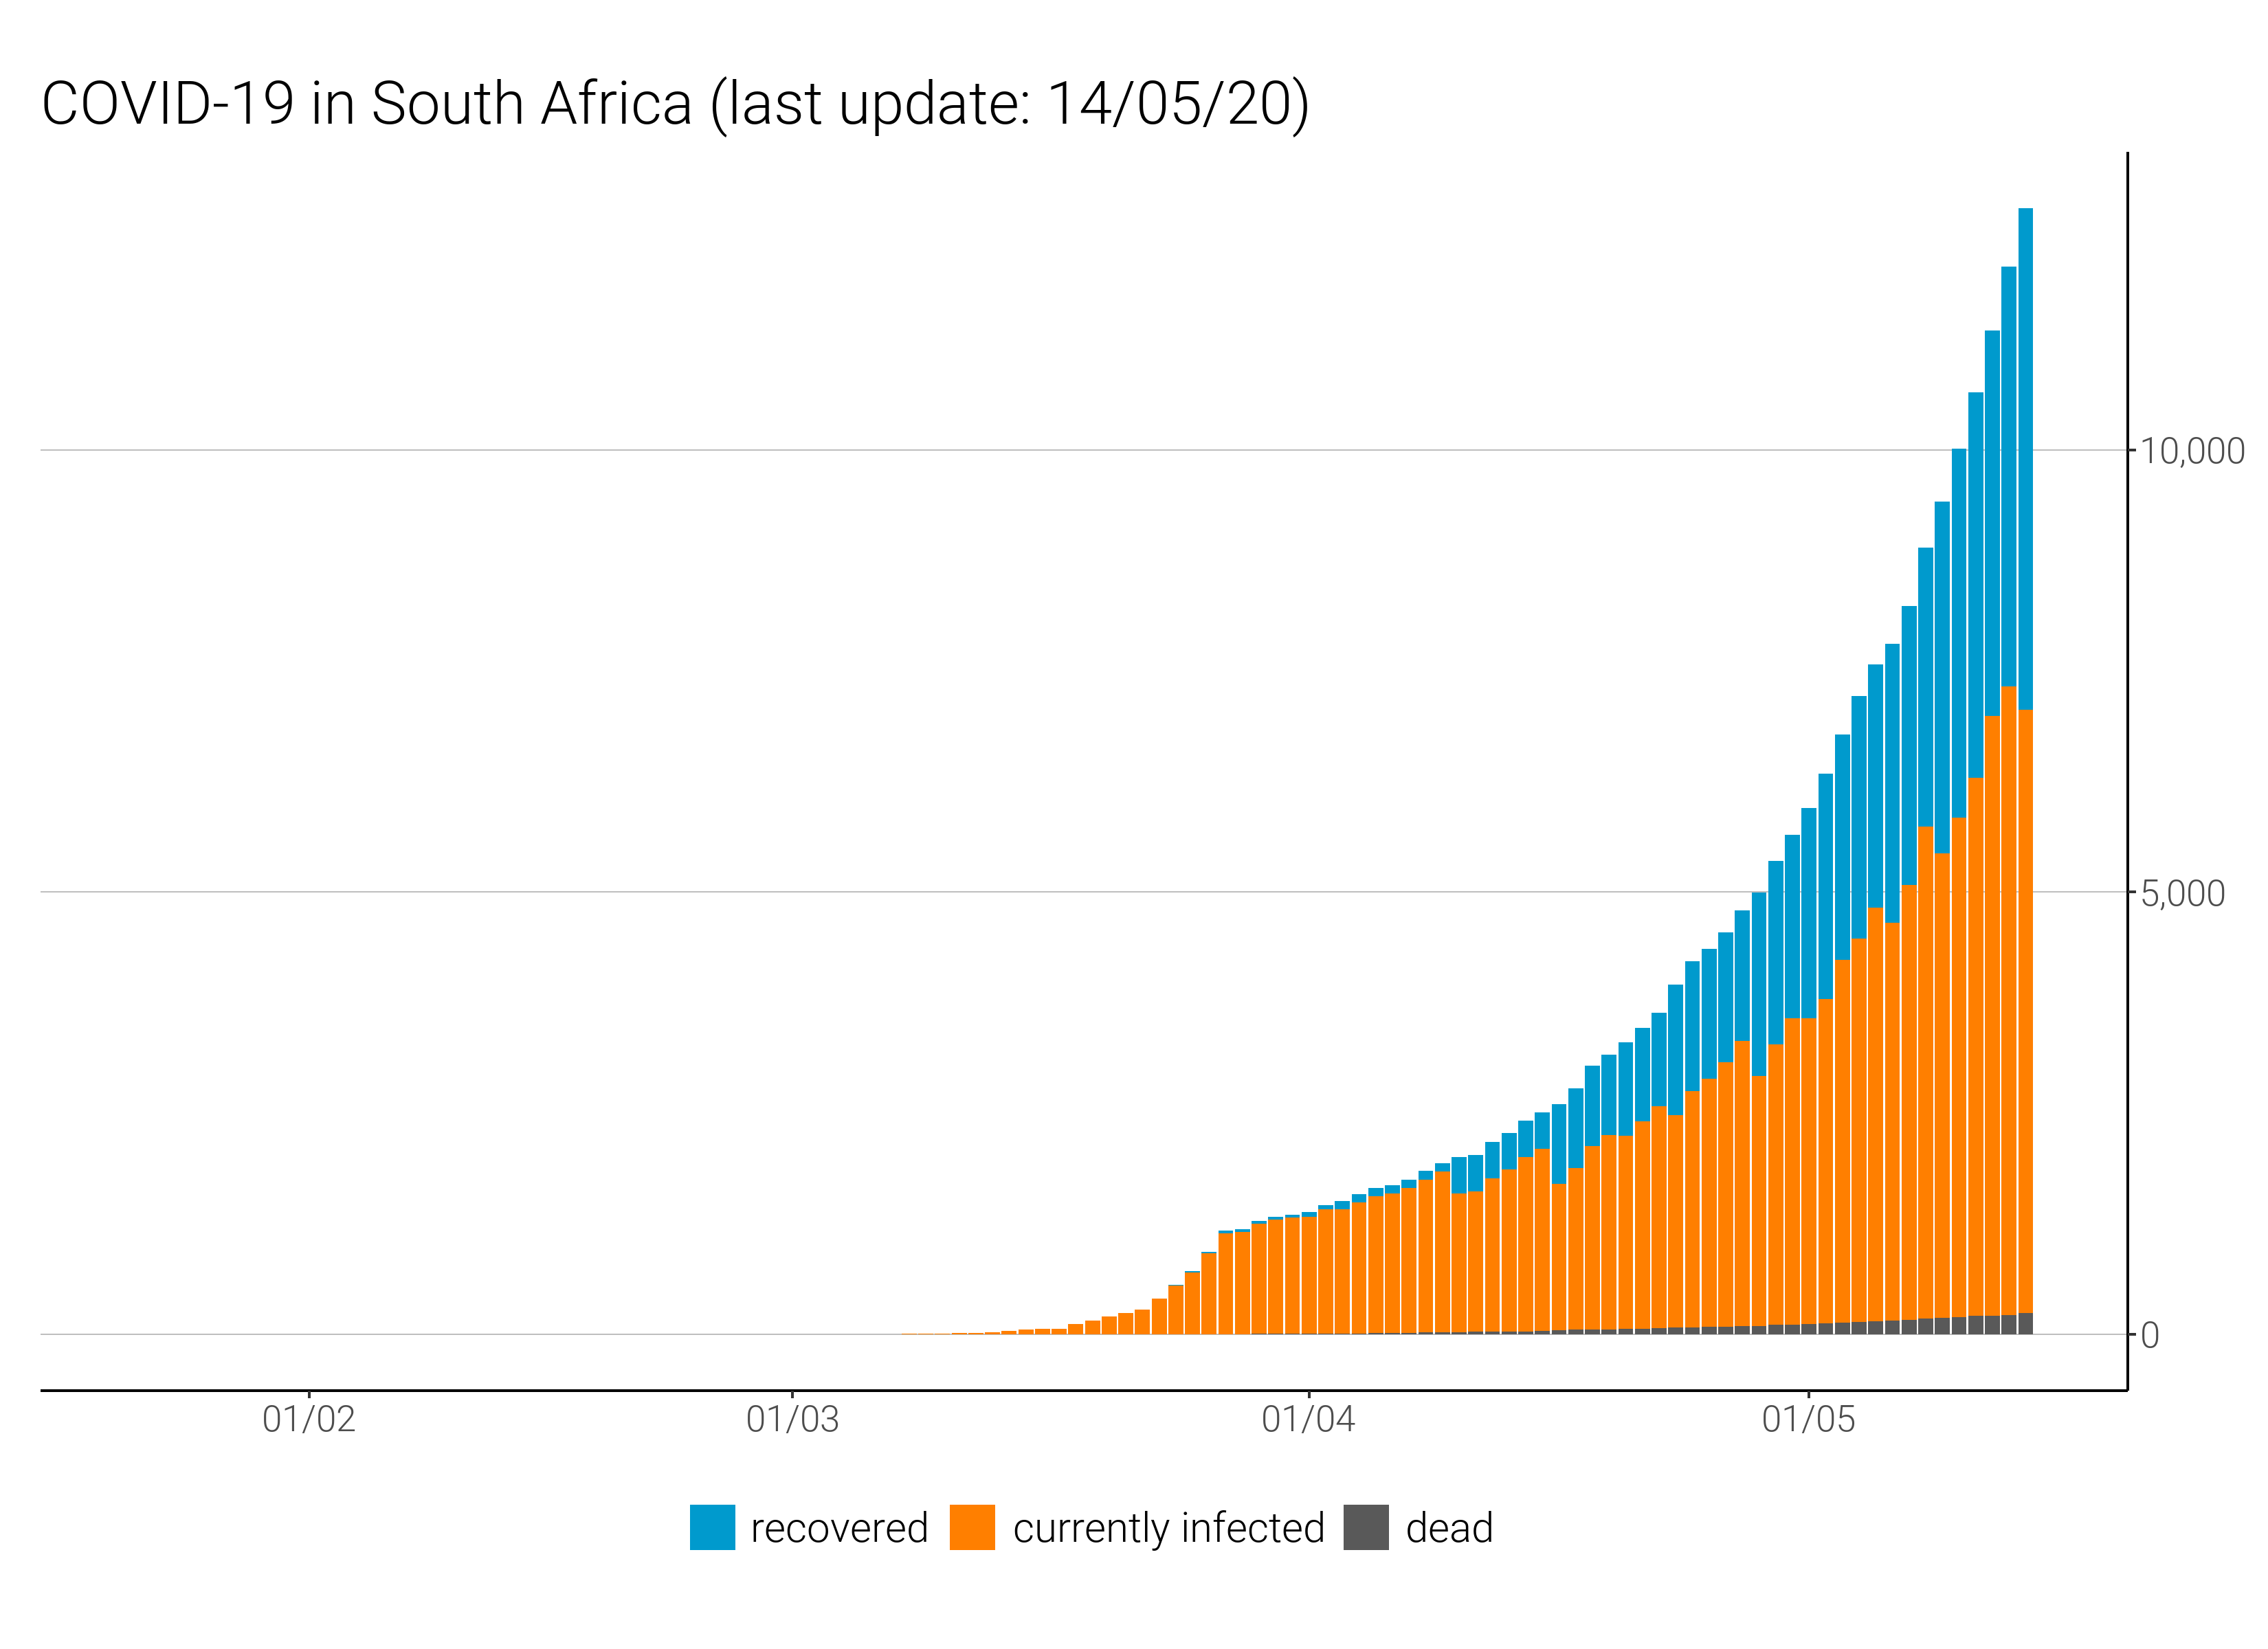 COVID-19 in South Africa (last update: 14/05/20)
10,000
5,000
0
01/02 01/03 01/04 01/05
recovered currently infected dead